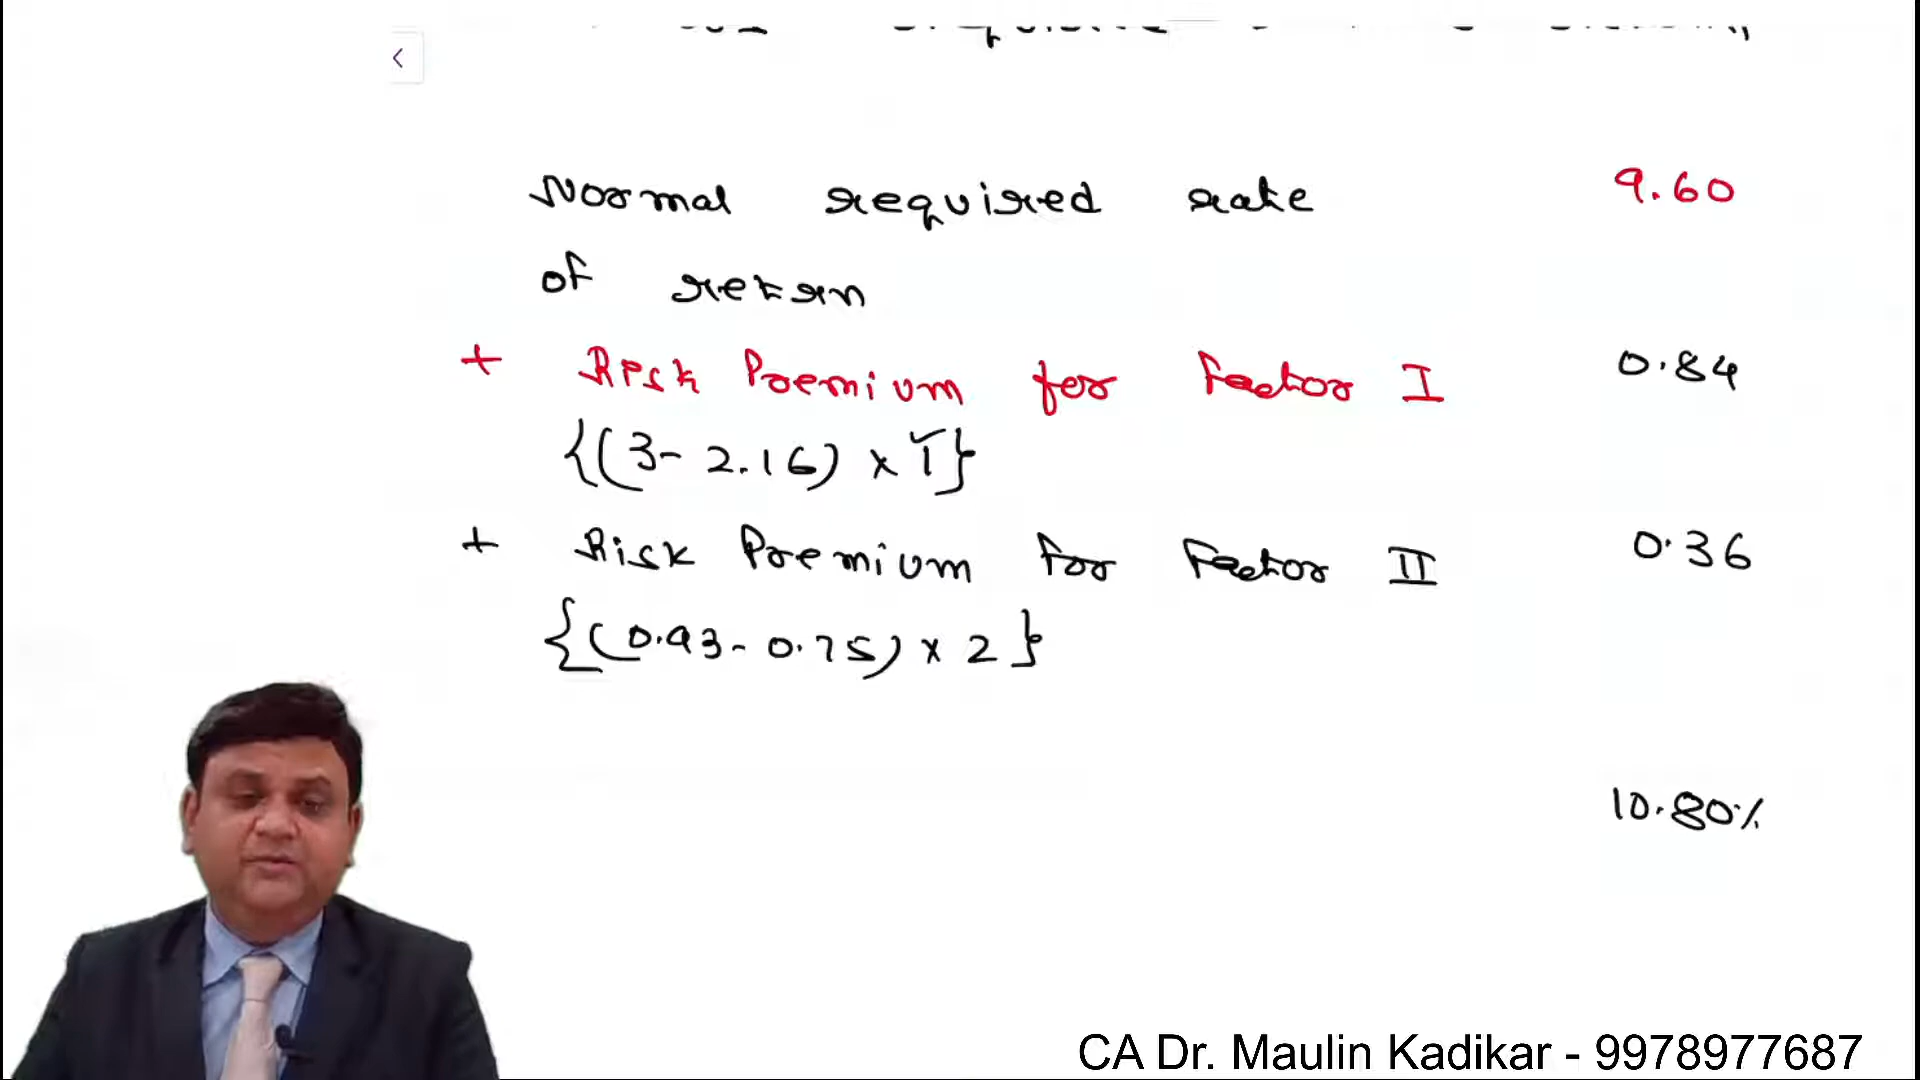 Normal required rate 9.60
of return
+ Risk Premium for Factor I 0.84
{(3 - 2.16) x 1}
+ Risk Premium for Factor II 0.36
{(0.93 - 0.75) x 2}
10.80%
CA Dr. Maulin Kadikar - 9978977687